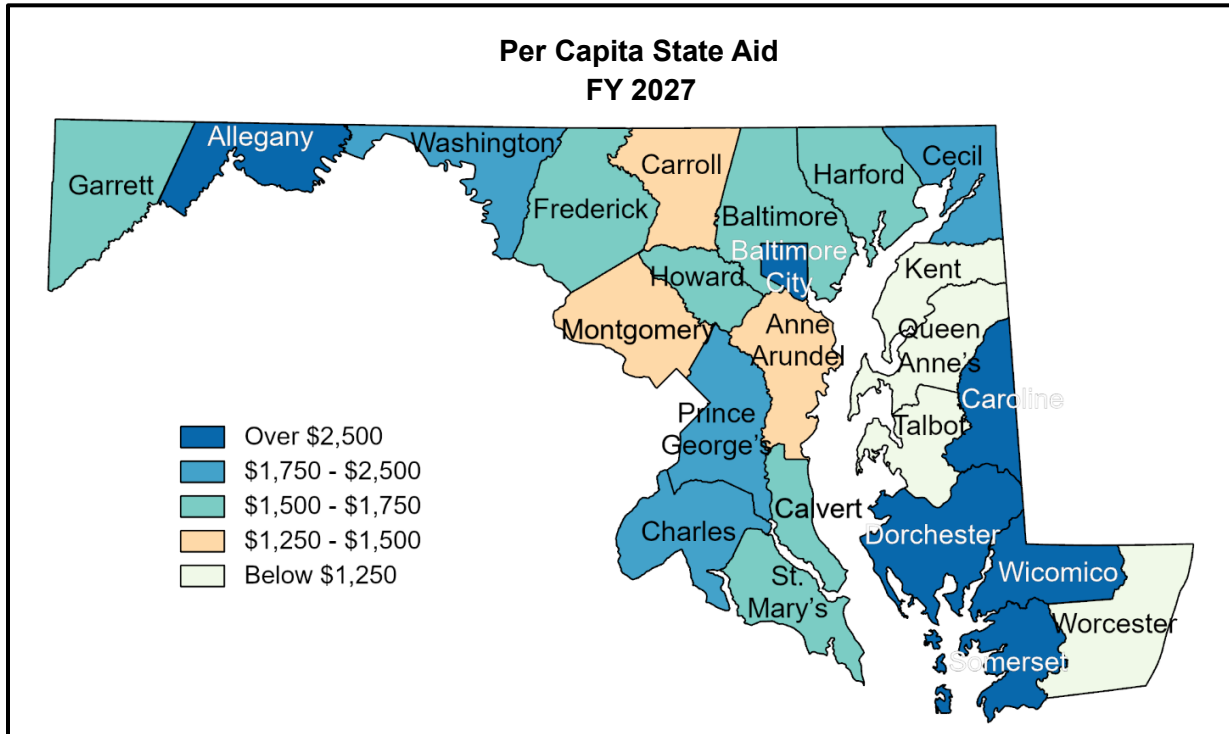 Per Capita State Aid
FY 2027
Garrett
Allegany
Washington
Frederick
Carroll
Baltimore
Harford
Cecil
Baltimore
City
Howard
Montgomery
Anne
Arundel
Kent
Queen
Anne's
Talbot
Caroline
Prince
George's
Charles
Calvert
St.
Mary's
Dorchester
Wicomico
Somerset
Worcester
Over $2,500
$1,750 - $2,500
$1,500 - $1,750
$1,250 - $1,500
Below $1,250